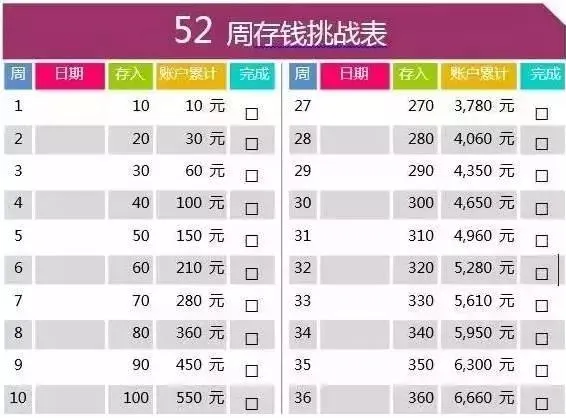 52 周存钱挑战表
周 日期 存入 账户累计 完成 周 日期 存入 账户累计 完成
1 10 10 元 □ 27 270 3,780 元 □
2 20 30 元 □ 28 280 4,060 元 □
3 30 60 元 □ 29 290 4,350 元 □
4 40 100 元 □ 30 300 4,650 元 □
5 50 150 元 □ 31 310 4,960 元 □
6 60 210 元 □ 32 320 5,280 元 □
7 70 280 元 □ 33 330 5,610 元 □
8 80 360 元 □ 34 340 5,950 元 □
9 90 450 元 □ 35 350 6,300 元 □
10 100 550 元 □ 36 360 6,660 元 □